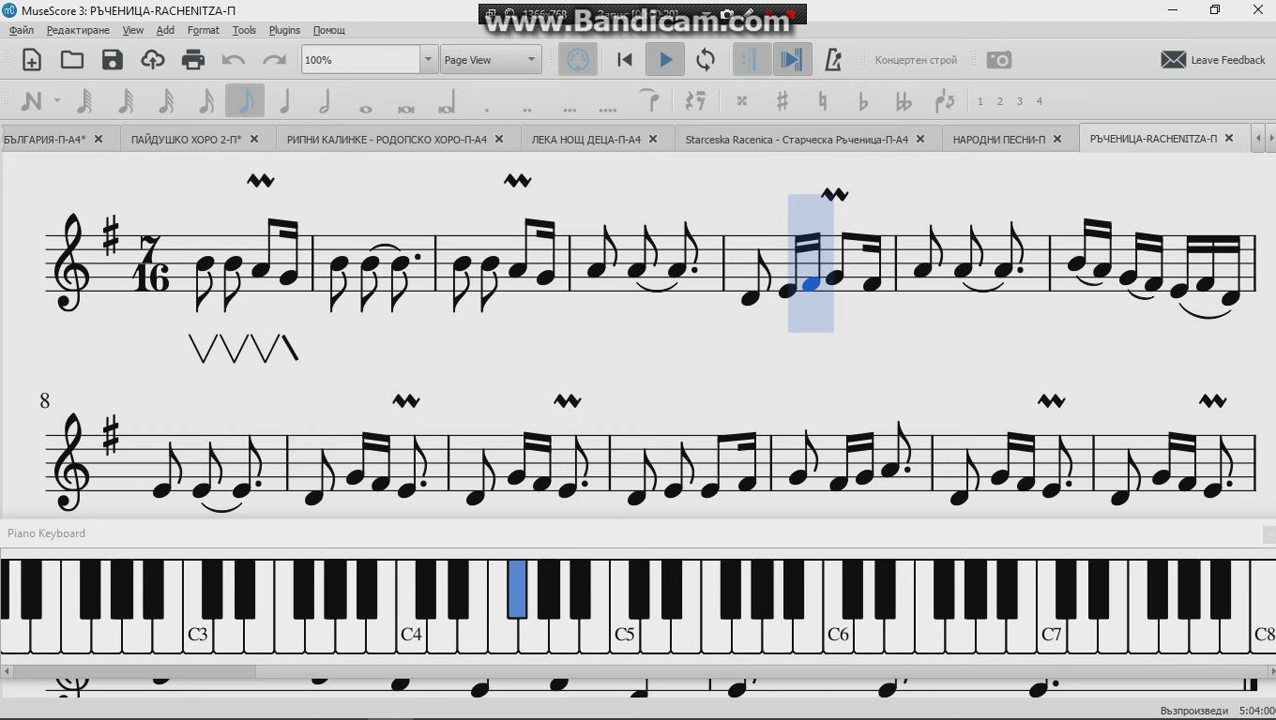 MuseScore 3: РЪЧЕНИЦА-RACHENITZA-П
www.Bandicam.com
Файл Редактиране View Add Format Tools Plugins Помощ
100% Page View Концертен строй Leave Feedback
1 2 3 4
БЪЛГАРИЯ-П-А4* ПАЙДУШКО ХОРО 2-П* РИПНИ КАЛИНКЕ - РОДОПСКО ХОРО-П-А4 ЛЕКА НОЩ ДЕЦА-П-А4 Starceska Racenica - Старческа Ръченица-П-А4 НАРОДНИ ПЕСНИ-П РЪЧЕНИЦА-RACHENITZA-П
7
16
8
Piano Keyboard
C3 C4 C5 C6 C7 C8
Възпроизведи 5:04:00